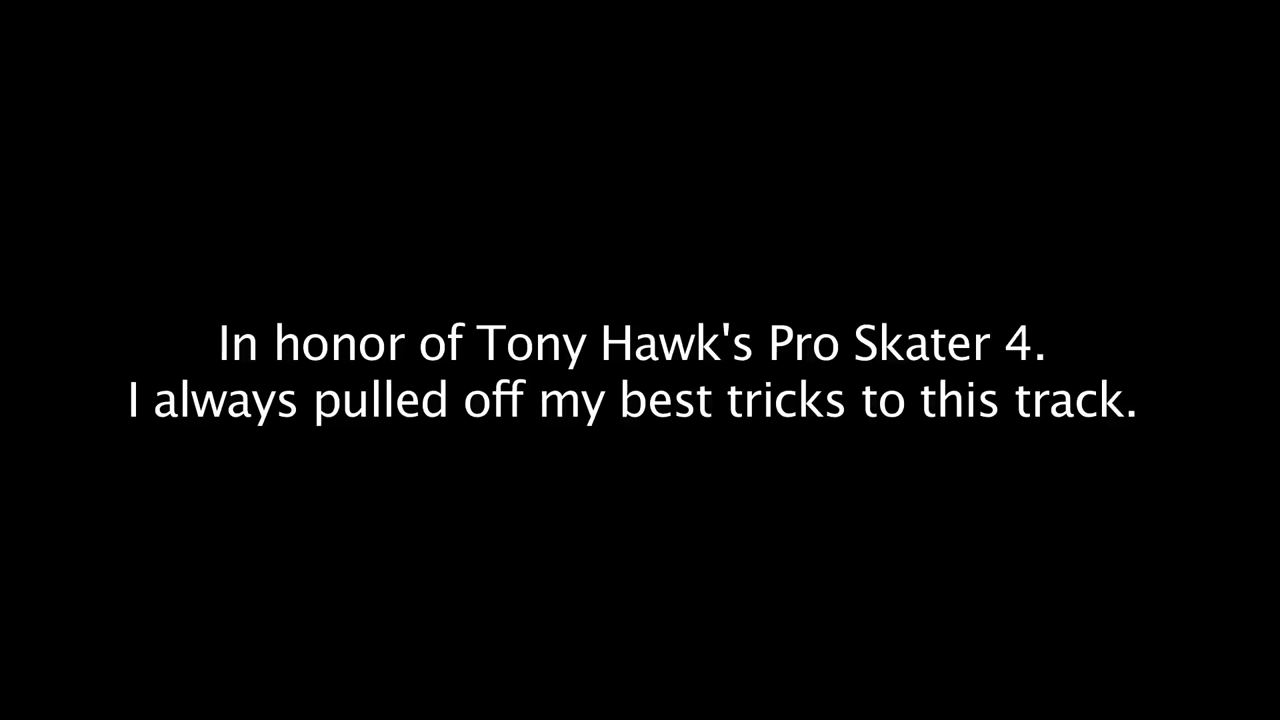 In honor of Tony Hawk's Pro Skater 4.
I always pulled off my best tricks to this track.